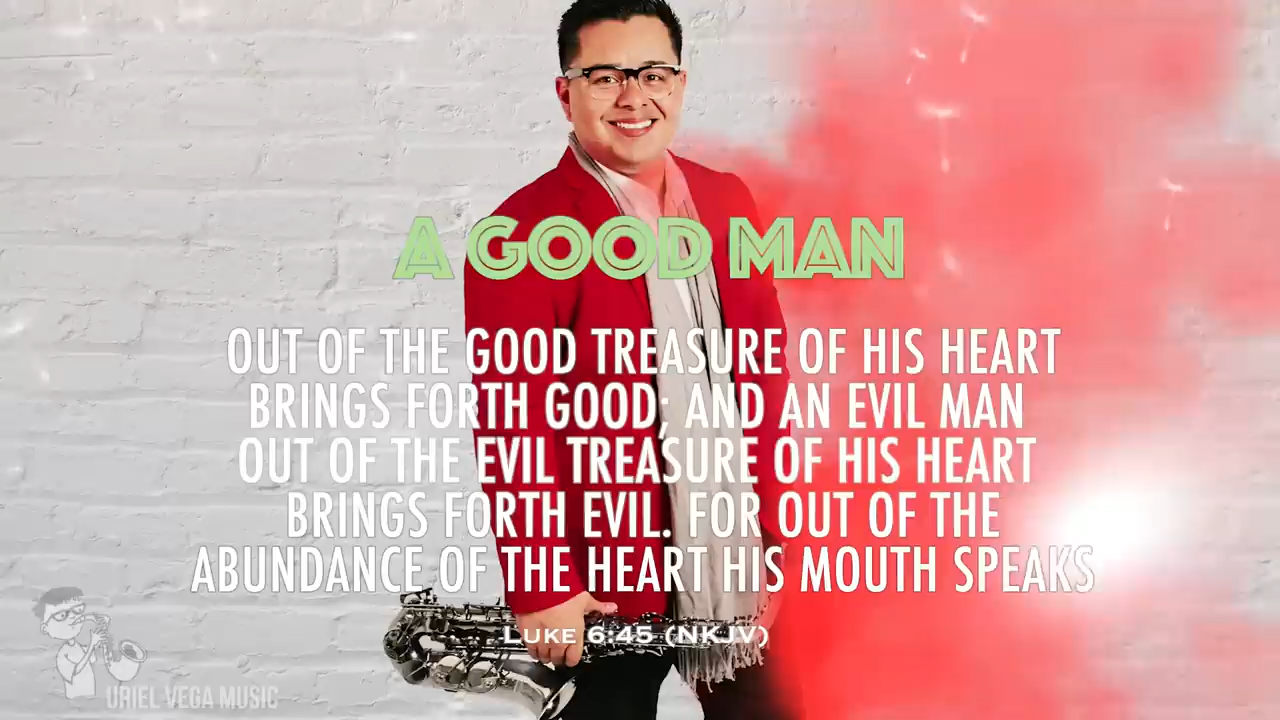 A GOOD MAN
OUT OF THE GOOD TREASURE OF HIS HEART
BRINGS FORTH GOOD; AND AN EVIL MAN
OUT OF THE EVIL TREASURE OF HIS HEART
BRINGS FORTH EVIL. FOR OUT OF THE
ABUNDANCE OF THE HEART HIS MOUTH SPEAKS
LUKE 6:45 (NKJV)
URIEL VEGA MUSIC